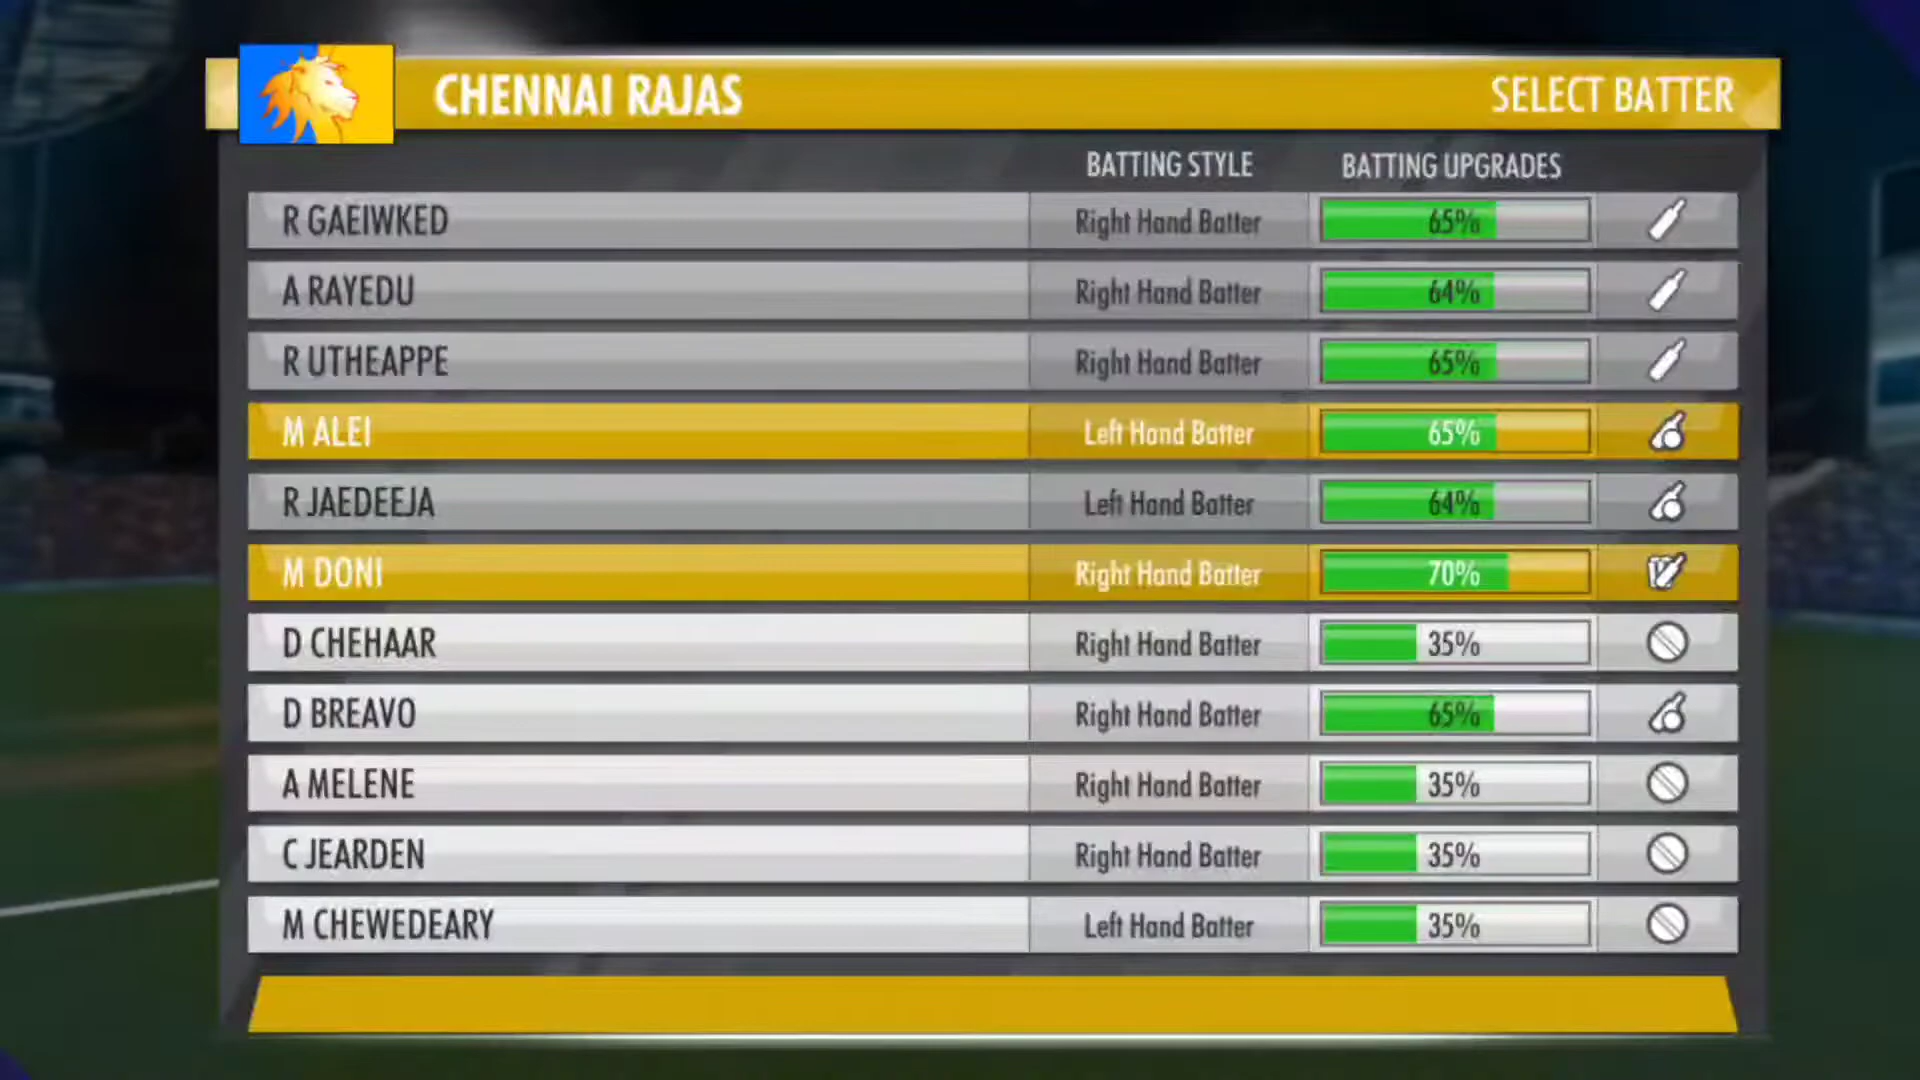 CHENNAI RAJAS SELECT BATTER
BATTING STYLE BATTING UPGRADES
R GAEIWKED Right Hand Batter 65%
A RAYEDU Right Hand Batter 64%
R UTHEAPPE Right Hand Batter 65%
M ALEI Left Hand Batter 65%
R JAEDEEJA Left Hand Batter 64%
M DONI Right Hand Batter 70%
D CHEHAAR Right Hand Batter 35%
D BREAVO Right Hand Batter 65%
A MELENE Right Hand Batter 35%
C JEARDEN Right Hand Batter 35%
M CHEWEDEARY Left Hand Batter 35%